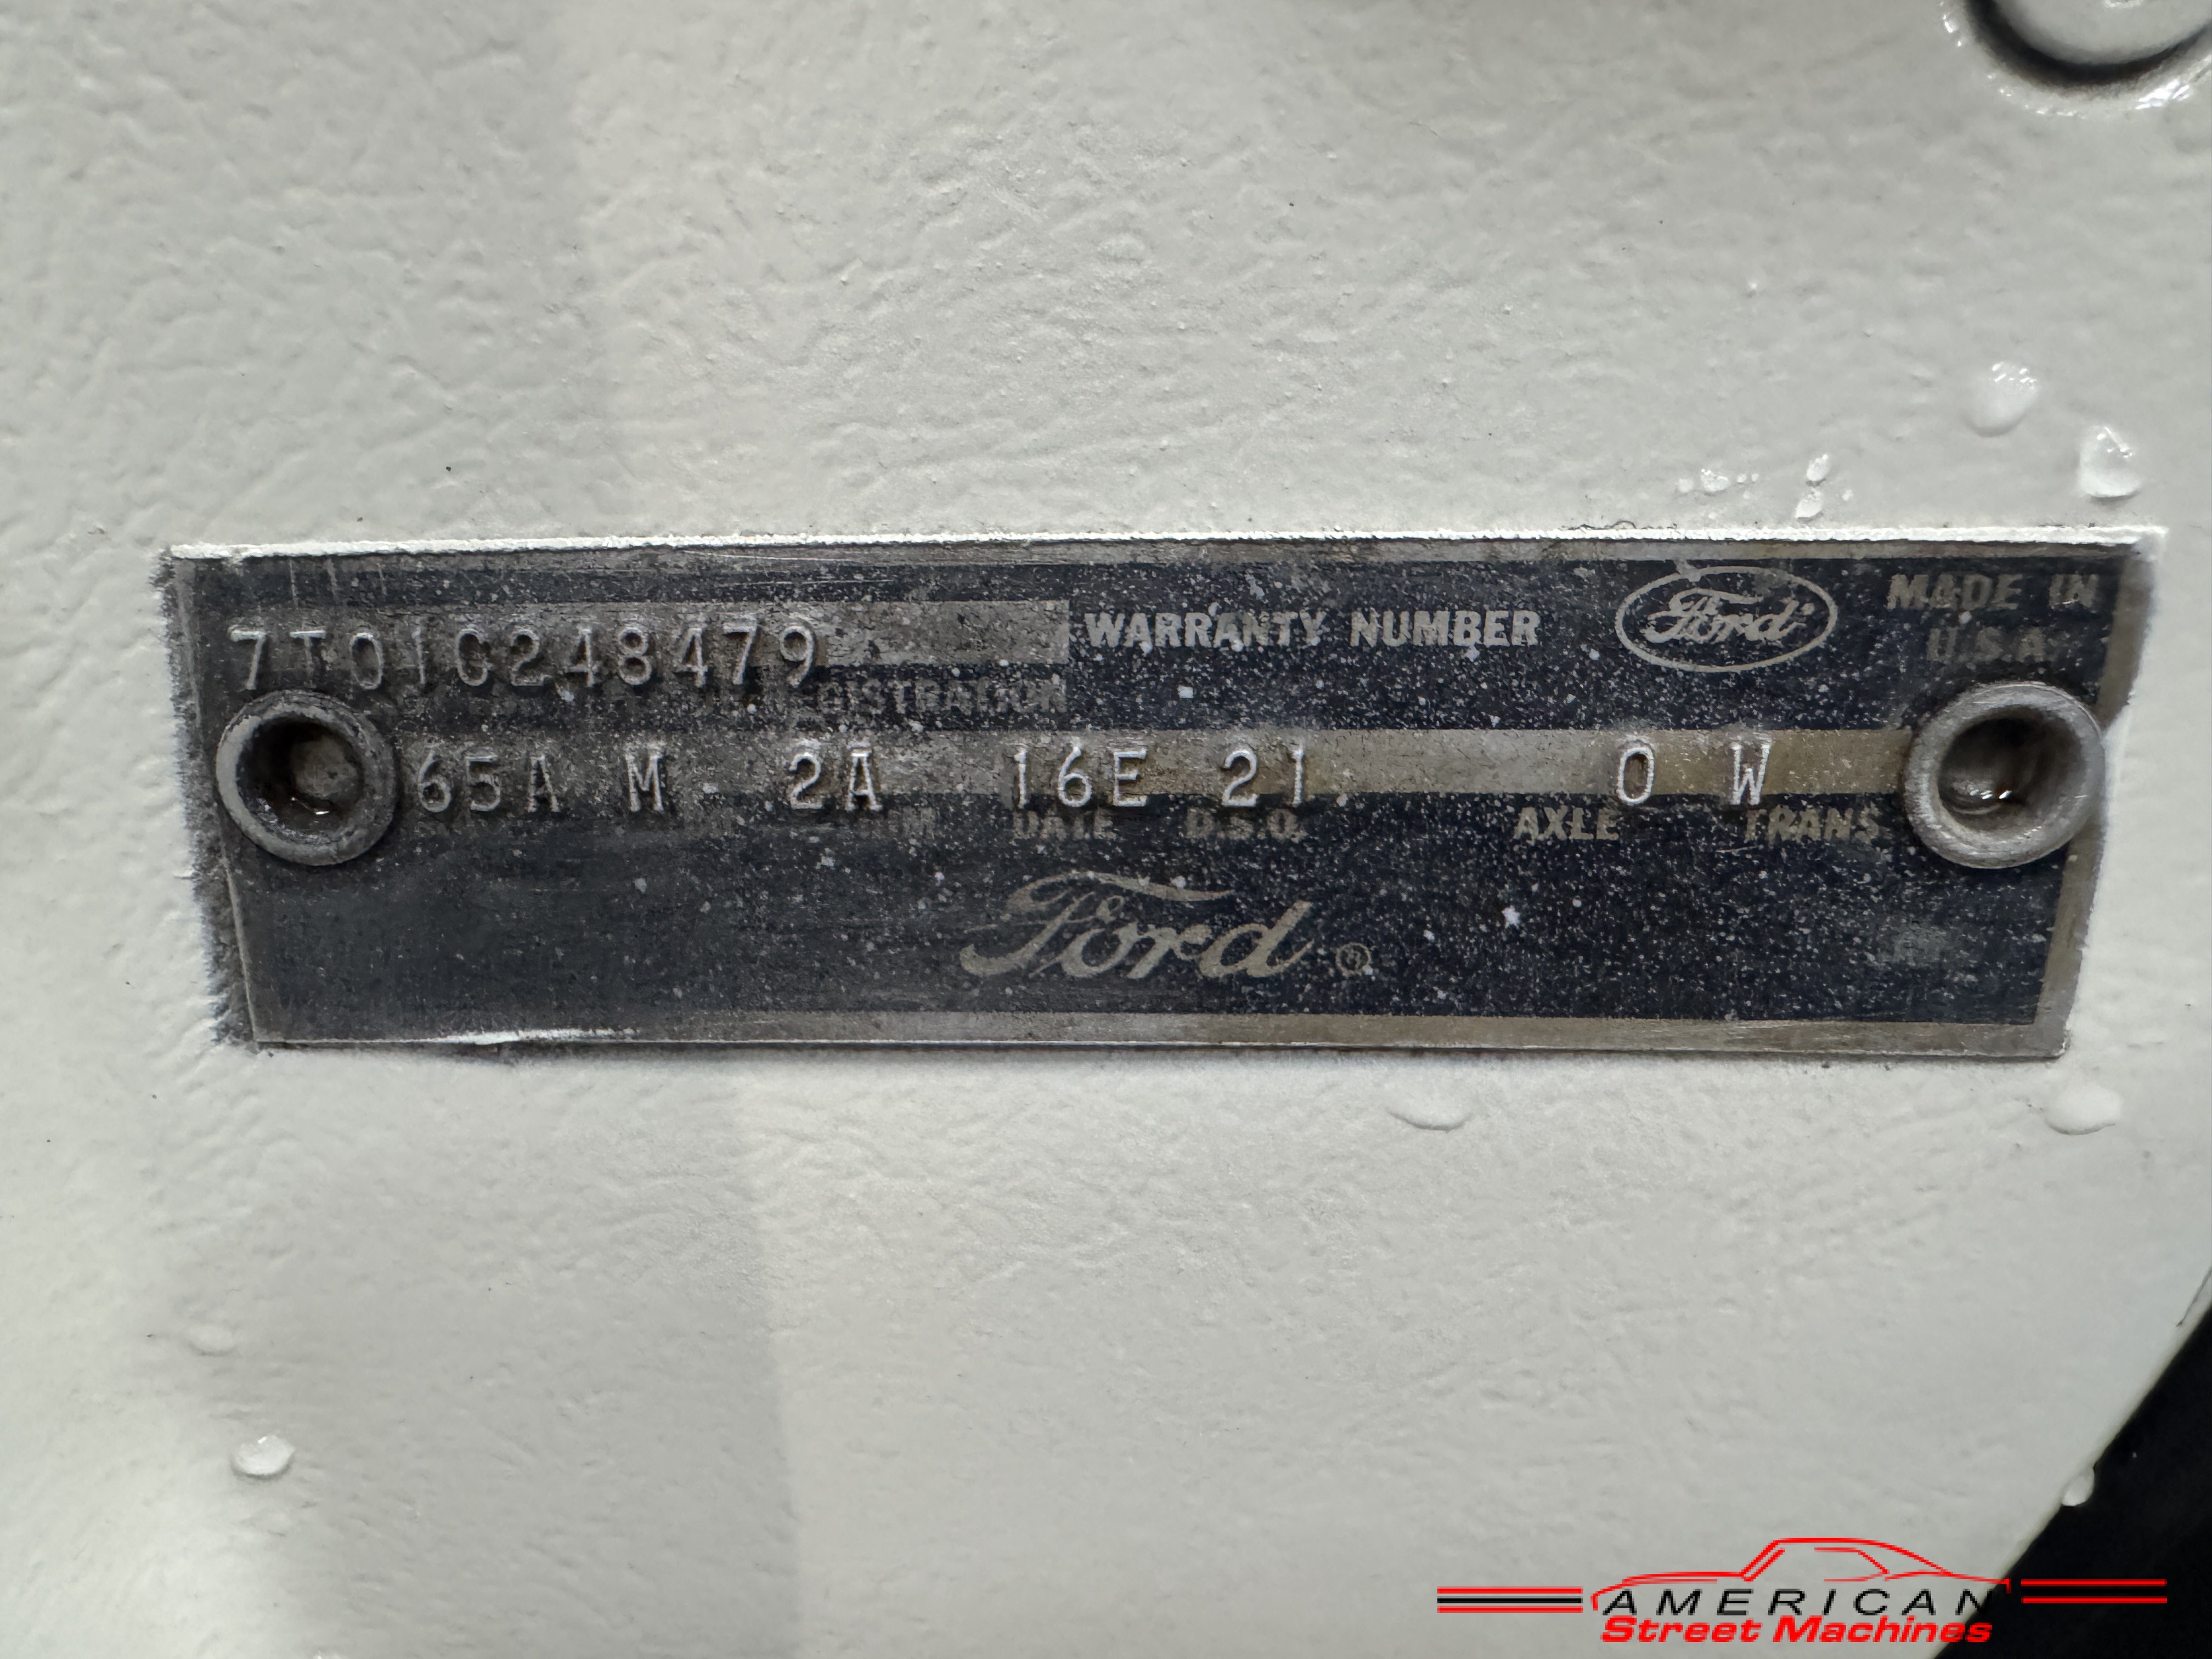 7T01C248479
WARRANTY NUMBER
Ford
MADE IN
U.S.A.
65A M 2A 16E 21 0 W
DATE D.S.O. AXLE TRANS
Ford ®
AMERICAN
Street Machines